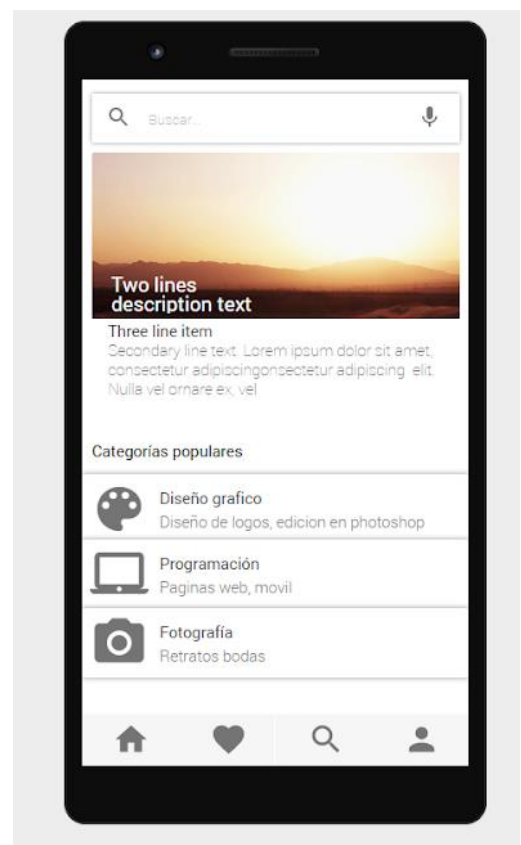 Buscar...
Two lines
description text
Three line item
Secondary line text Lorem ipsum dolor sit amet,
consectetur adipiscingonsectetur adipiscing elit.
Nulla vel ornare ex, vel
Categorías populares
Diseño grafico
Diseño de logos, edicion en photoshop
Programación
Paginas web, movil
Fotografía
Retratos bodas